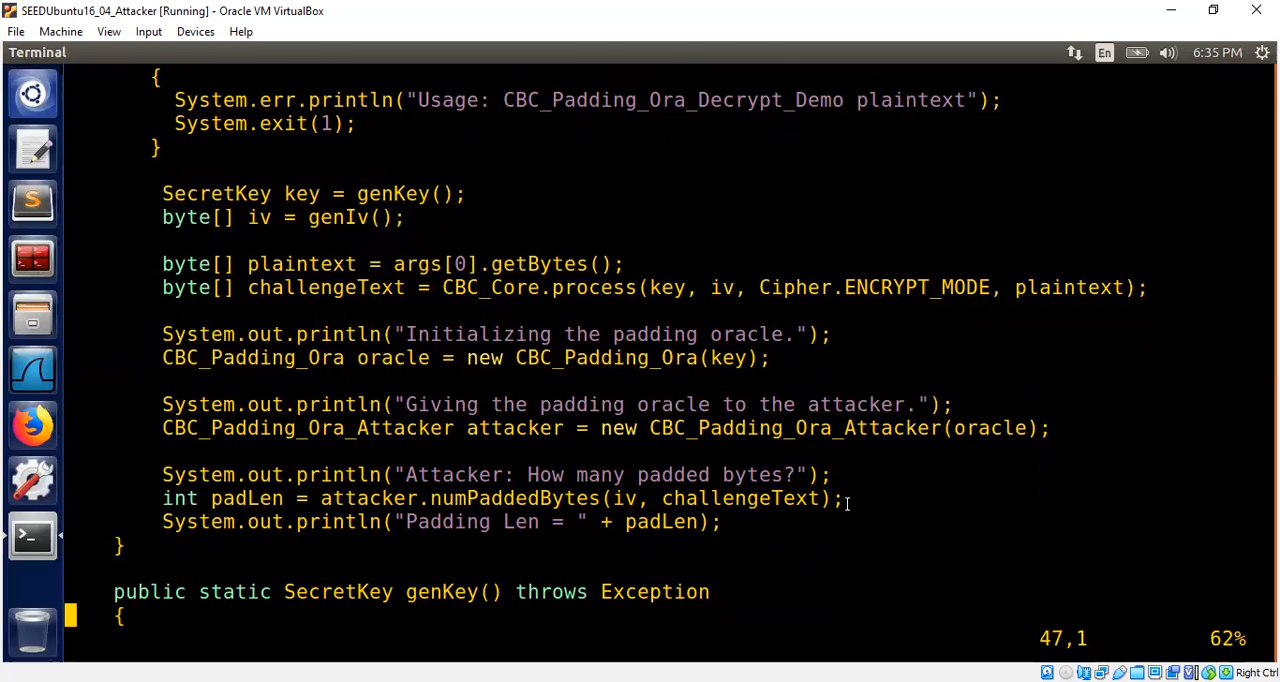 SEEDUbuntu16_04_Attacker [Running] - Oracle VM VirtualBox
File Machine View Input Devices Help
Terminal En 6:35 PM
{
System.err.println("Usage: CBC_Padding_Ora_Decrypt_Demo plaintext");
System.exit(1);
}
SecretKey key = genKey();
byte[] iv = genIv();
byte[] plaintext = args[0].getBytes();
byte[] challengeText = CBC_Core.process(key, iv, Cipher.ENCRYPT_MODE, plaintext);
System.out.println("Initializing the padding oracle.");
CBC_Padding_Ora oracle = new CBC_Padding_Ora(key);
System.out.println("Giving the padding oracle to the attacker.");
CBC_Padding_Ora_Attacker attacker = new CBC_Padding_Ora_Attacker(oracle);
System.out.println("Attacker: How many padded bytes?");
int padLen = attacker.numPaddedBytes(iv, challengeText);
System.out.println("Padding Len = " + padLen);
}
public static SecretKey genKey() throws Exception
{
47,1 62%
Right Ctrl